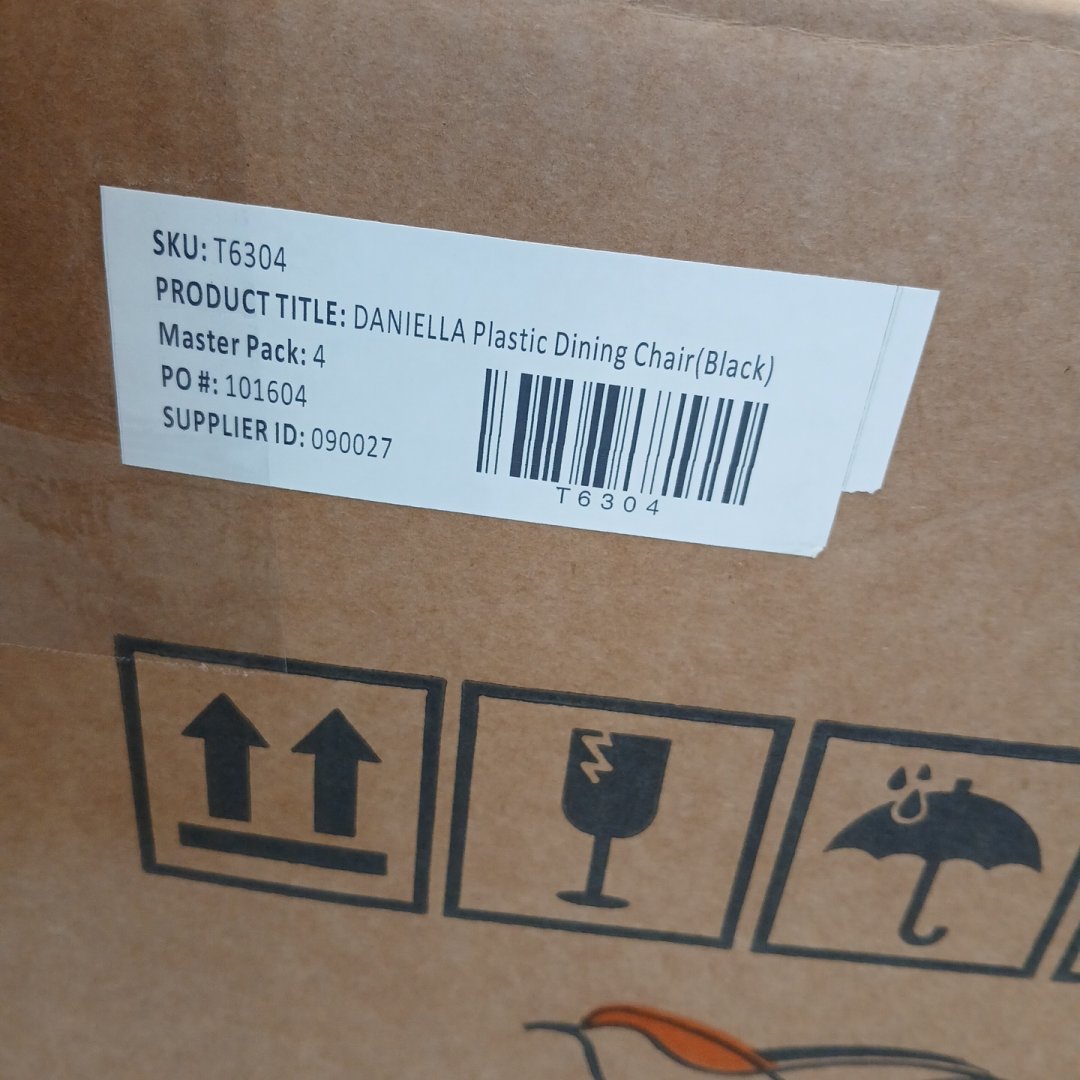 SKU: T6304
PRODUCT TITLE: DANIELLA Plastic Dining Chair(Black)
Master Pack: 4
PO #: 101604
SUPPLIER ID: 090027
T6304